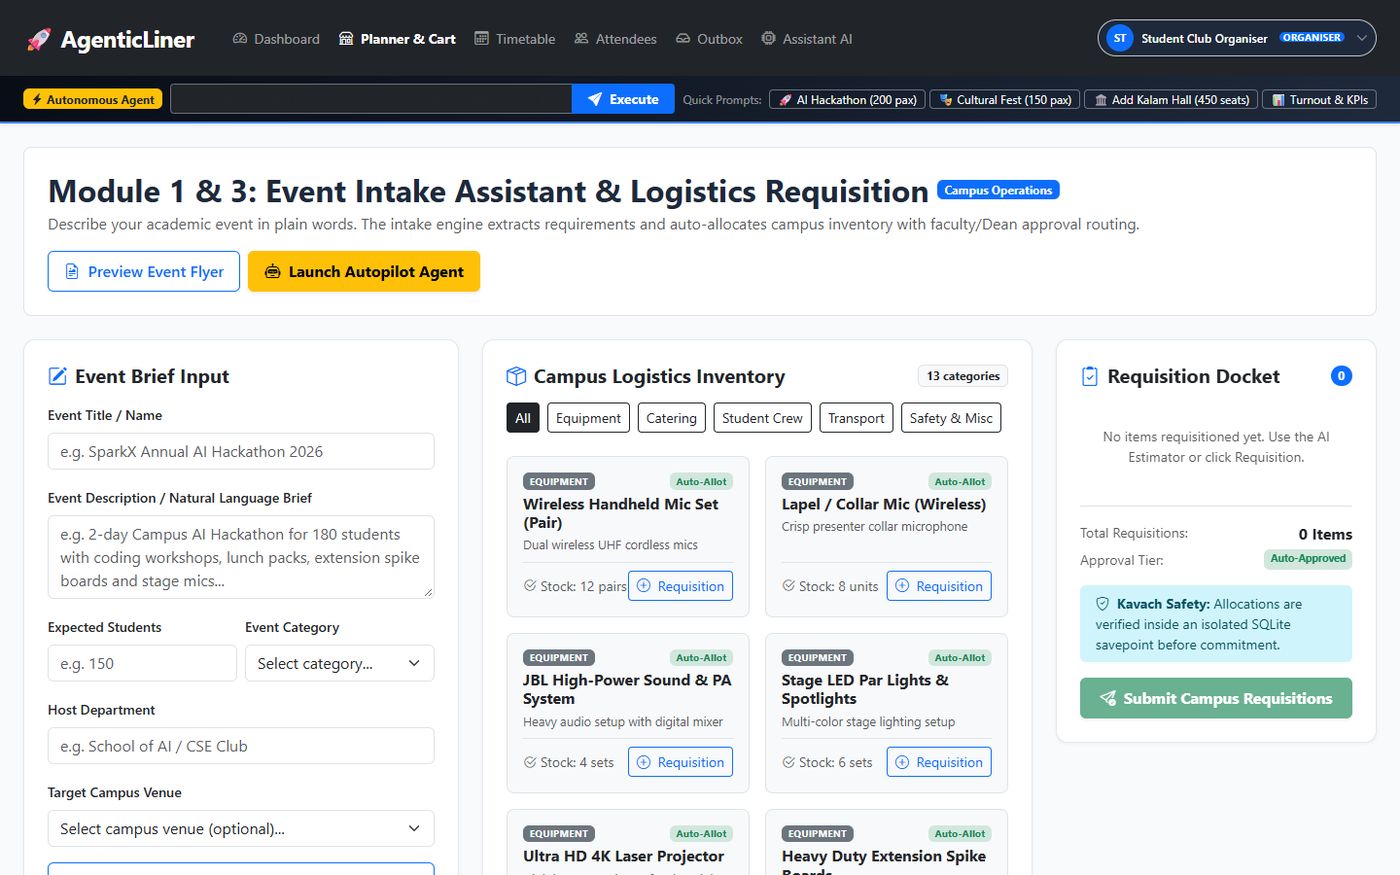 AgenticLiner
Dashboard
Planner & Cart
Timetable
Attendees
Outbox
Assistant AI
ST
Student Club Organiser
ORGANISER
Autonomous Agent
Execute
Quick Prompts:
AI Hackathon (200 pax)
Cultural Fest (150 pax)
Add Kalam Hall (450 seats)
Turnout & KPIs
Module 1 & 3: Event Intake Assistant & Logistics Requisition
Campus Operations
Describe your academic event in plain words. The intake engine extracts requirements and auto-allocates campus inventory with faculty/Dean approval routing.
Preview Event Flyer
Launch Autopilot Agent
Event Brief Input
Event Title / Name
e.g. SparkX Annual AI Hackathon 2026
Event Description / Natural Language Brief
e.g. 2-day Campus AI Hackathon for 180 students
with coding workshops, lunch packs, extension spike
boards and stage mics...
Expected Students
Event Category
e.g. 150
Select category...
Host Department
e.g. School of AI / CSE Club
Target Campus Venue
Select campus venue (optional)...
Campus Logistics Inventory
13 categories
All
Equipment
Catering
Student Crew
Transport
Safety & Misc
EQUIPMENT
Auto-Allot
Wireless Handheld Mic Set
(Pair)
Dual wireless UHF cordless mics
Stock: 12 pairs
Requisition
EQUIPMENT
Auto-Allot
Lapel / Collar Mic (Wireless)
Crisp presenter collar microphone
Stock: 8 units
Requisition
EQUIPMENT
Auto-Allot
JBL High-Power Sound & PA
System
Heavy audio setup with digital mixer
Stock: 4 sets
Requisition
EQUIPMENT
Auto-Allot
Stage LED Par Lights &
Spotlights
Multi-color stage lighting setup
Stock: 6 sets
Requisition
EQUIPMENT
Auto-Allot
Ultra HD 4K Laser Projector
EQUIPMENT
Auto-Allot
Heavy Duty Extension Spike
Boards
Requisition Docket
0
No items requisitioned yet. Use the AI
Estimator or click Requisition.
Total Requisitions:
0 Items
Approval Tier:
Auto-Approved
Kavach Safety: Allocations are
verified inside an isolated SQLite
savepoint before commitment.
Submit Campus Requisitions